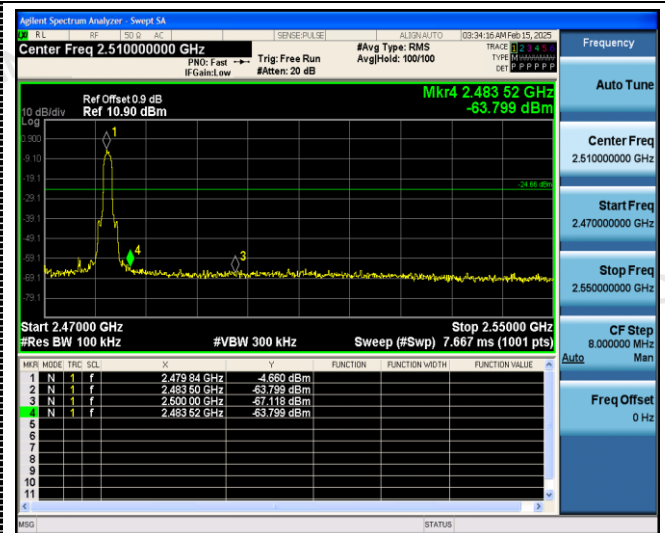 Agilent Spectrum Analyzer - Swept SA
RL RF 50 Ω AC SENSE:PULSE ALIGNAUTO 03:34:16 AM Feb 15, 2025
Center Freq 2.510000000 GHz
PNO: Fast
IFGain:Low
Trig: Free Run
#Atten: 20 dB
#Avg Type: RMS
Avg|Hold: 100/100
TRACE 1 2 3 4 5 6
TYPE M
DET P P P P P P
Ref Offset 0.9 dB
10 dB/div Ref 10.90 dBm
Log
Mkr4 2.483 52 GHz
-63.799 dBm
0.900
-9.10
-19.1
-29.1
-39.1
-49.1
-59.1
-69.1
-79.1
1
4
3
-24.66 dBm
Start 2.47000 GHz Stop 2.55000 GHz
#Res BW 100 kHz #VBW 300 kHz Sweep (#Swp) 7.667 ms (1001 pts)
MKR MODE TRC SCL X Y FUNCTION FUNCTION WIDTH FUNCTION VALUE
1 N 1 f 2.479 84 GHz -4.660 dBm
2 N 1 f 2.483 50 GHz -63.799 dBm
3 N 1 f 2.500 00 GHz -67.118 dBm
4 N 1 f 2.483 52 GHz -63.799 dBm
5
6
7
8
9
10
11
MSG STATUS
Frequency
Auto Tune
Center Freq
2.510000000 GHz
Start Freq
2.470000000 GHz
Stop Freq
2.550000000 GHz
CF Step
8.000000 MHz
Auto Man
Freq Offset
0 Hz